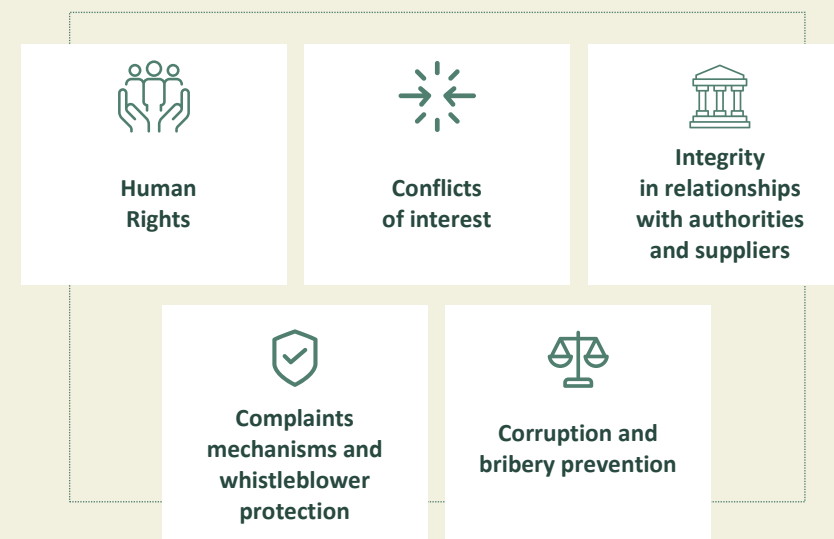 Human
Rights
Conflicts
of interest
Integrity
in relationships
with authorities
and suppliers
Complaints
mechanisms and
whistleblower
protection
Corruption and
bribery prevention